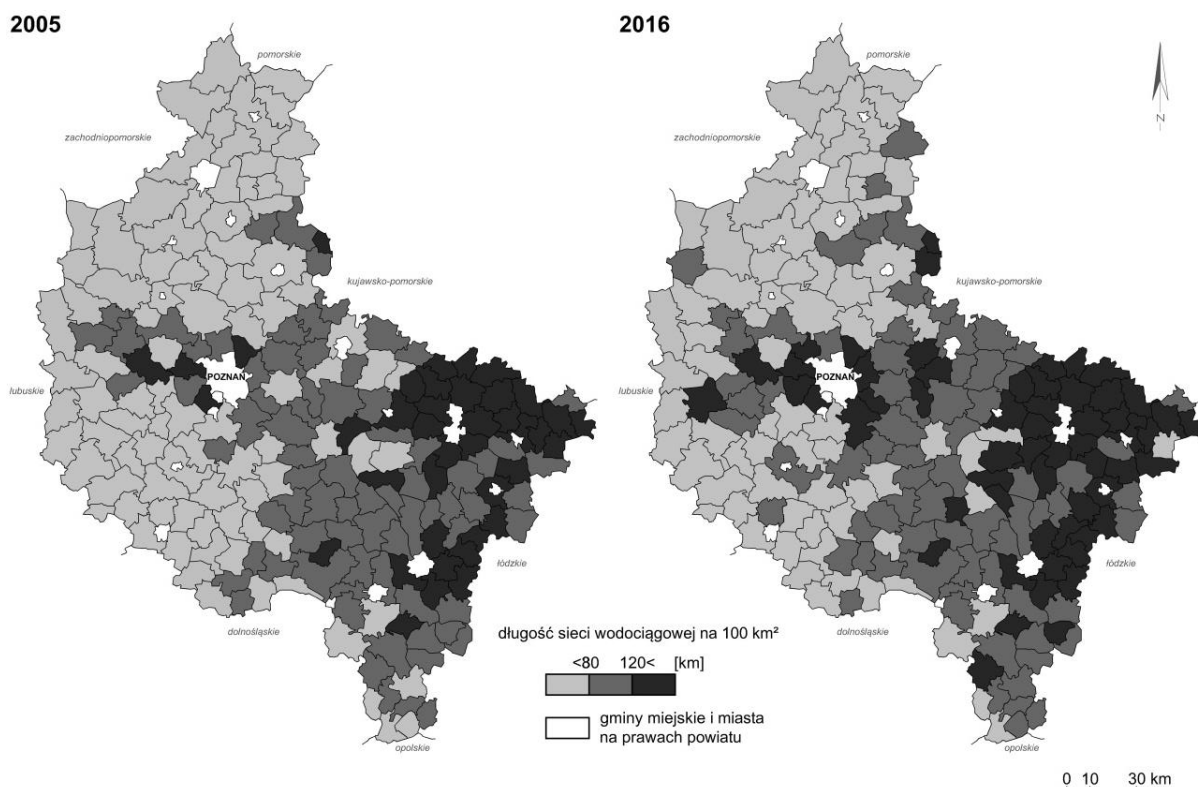 2005
2016
pomorskie
pomorskie
zachodniopomorskie
zachodniopomorskie
N
kujawsko-pomorskie
kujawsko-pomorskie
lubuskie
POZNAŃ
lubuskie
POZNAŃ
łódzkie
łódzkie
dolnośląskie
dolnośląskie
długość sieci wodociągowej na 100 km²
<80 120< [km]
gminy miejskie i miasta
na prawach powiatu
opolskie
opolskie
0 10 30 km